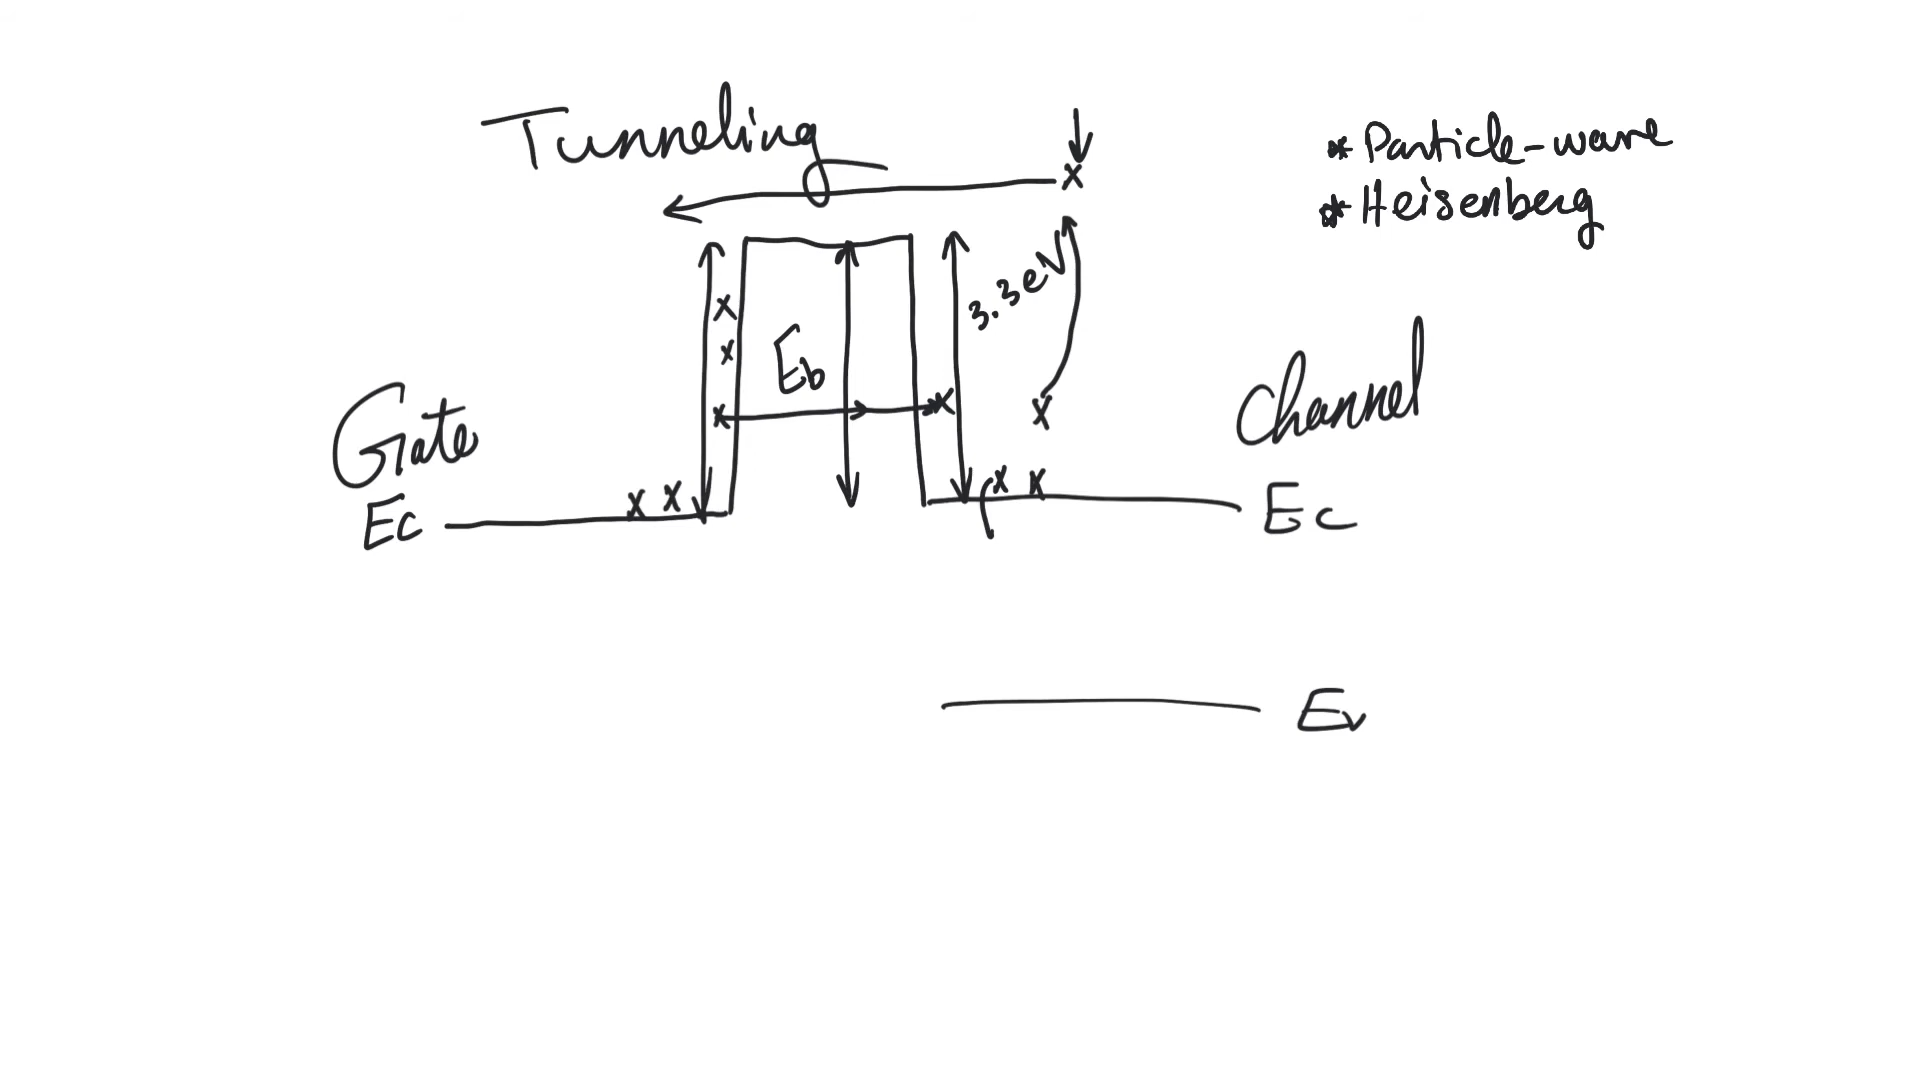 Tunneling
* Particle-wave
* Heisenberg
3.3eV
Eb
Gate
Channel
Ec
Ec
Ev